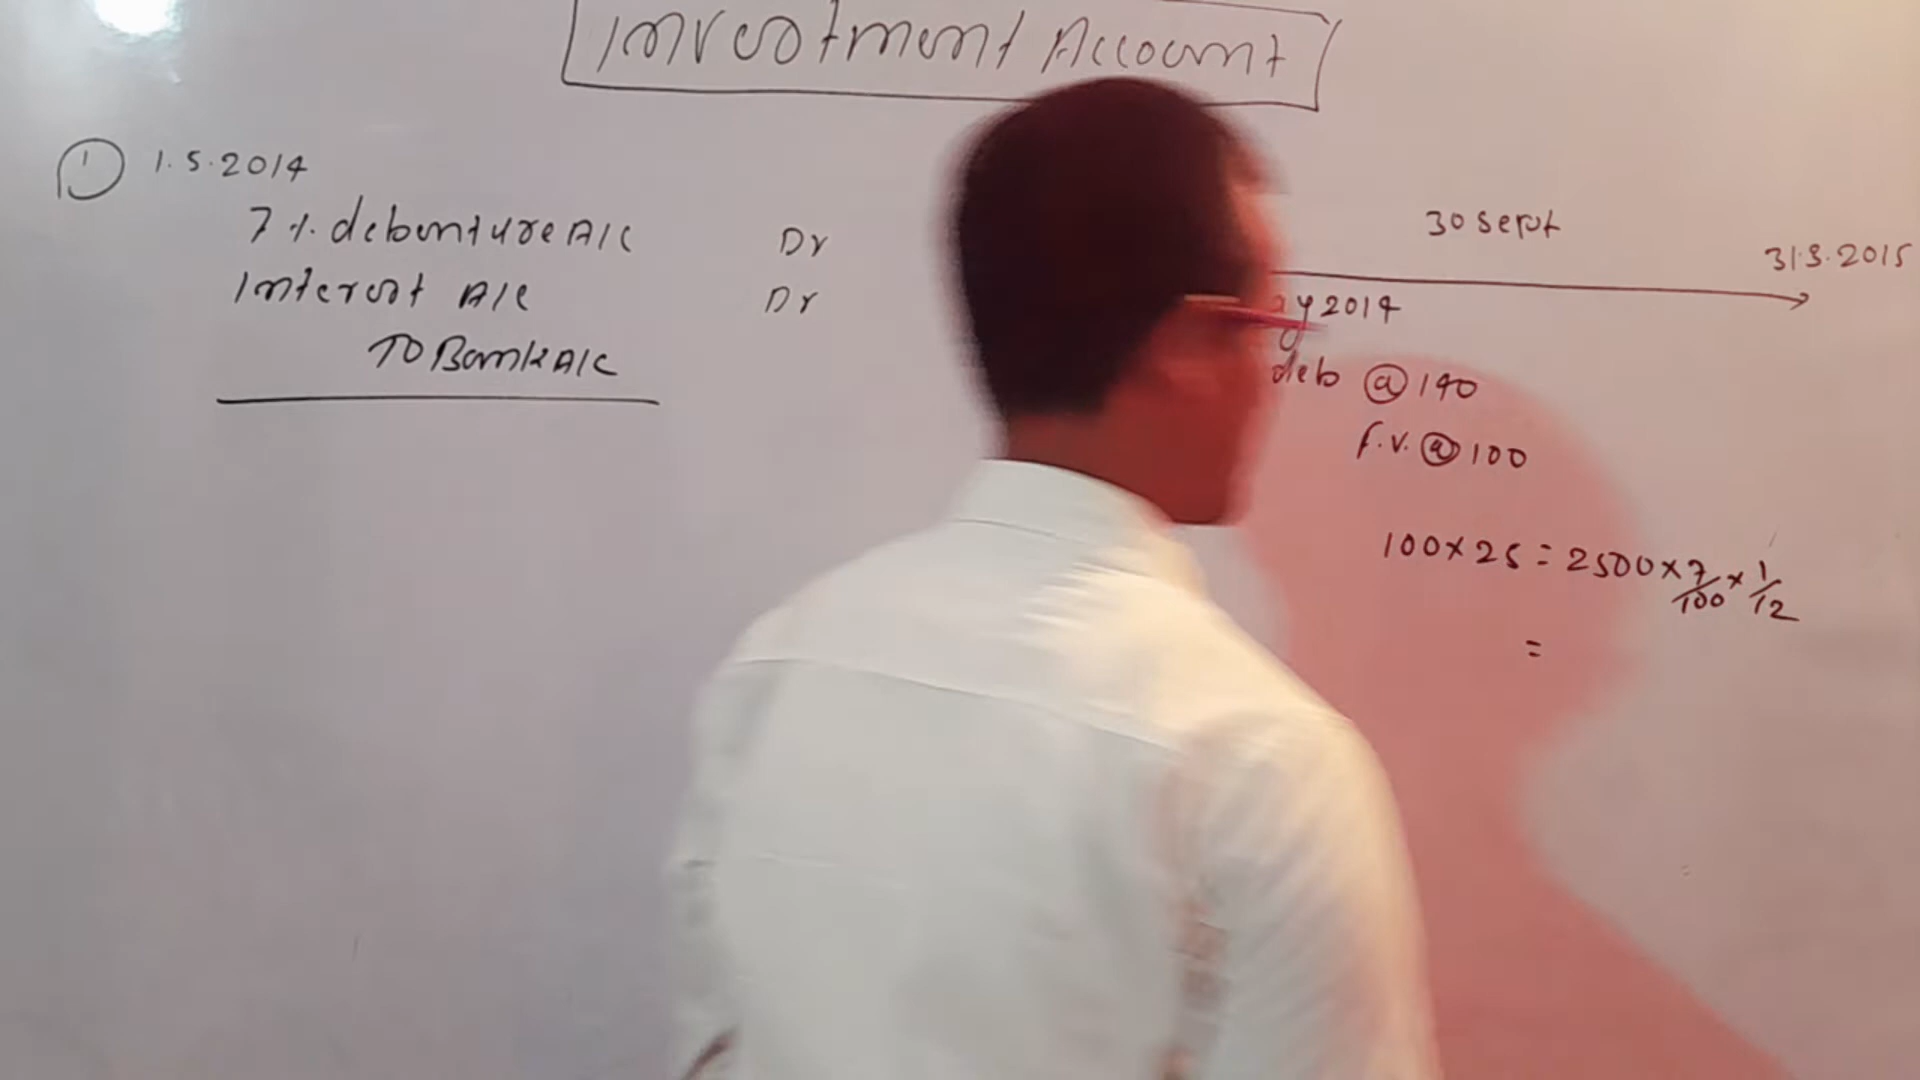 Investment Account
① 1.5.2014
7 % debenture A/C Dr
Interest A/C Dr
To Bank A/C
30 Sept
31.3.2015
ay 2014
deb @ 140
f.v. @ 100
100 × 25 = 2500 × 7/100 × 1/12
=